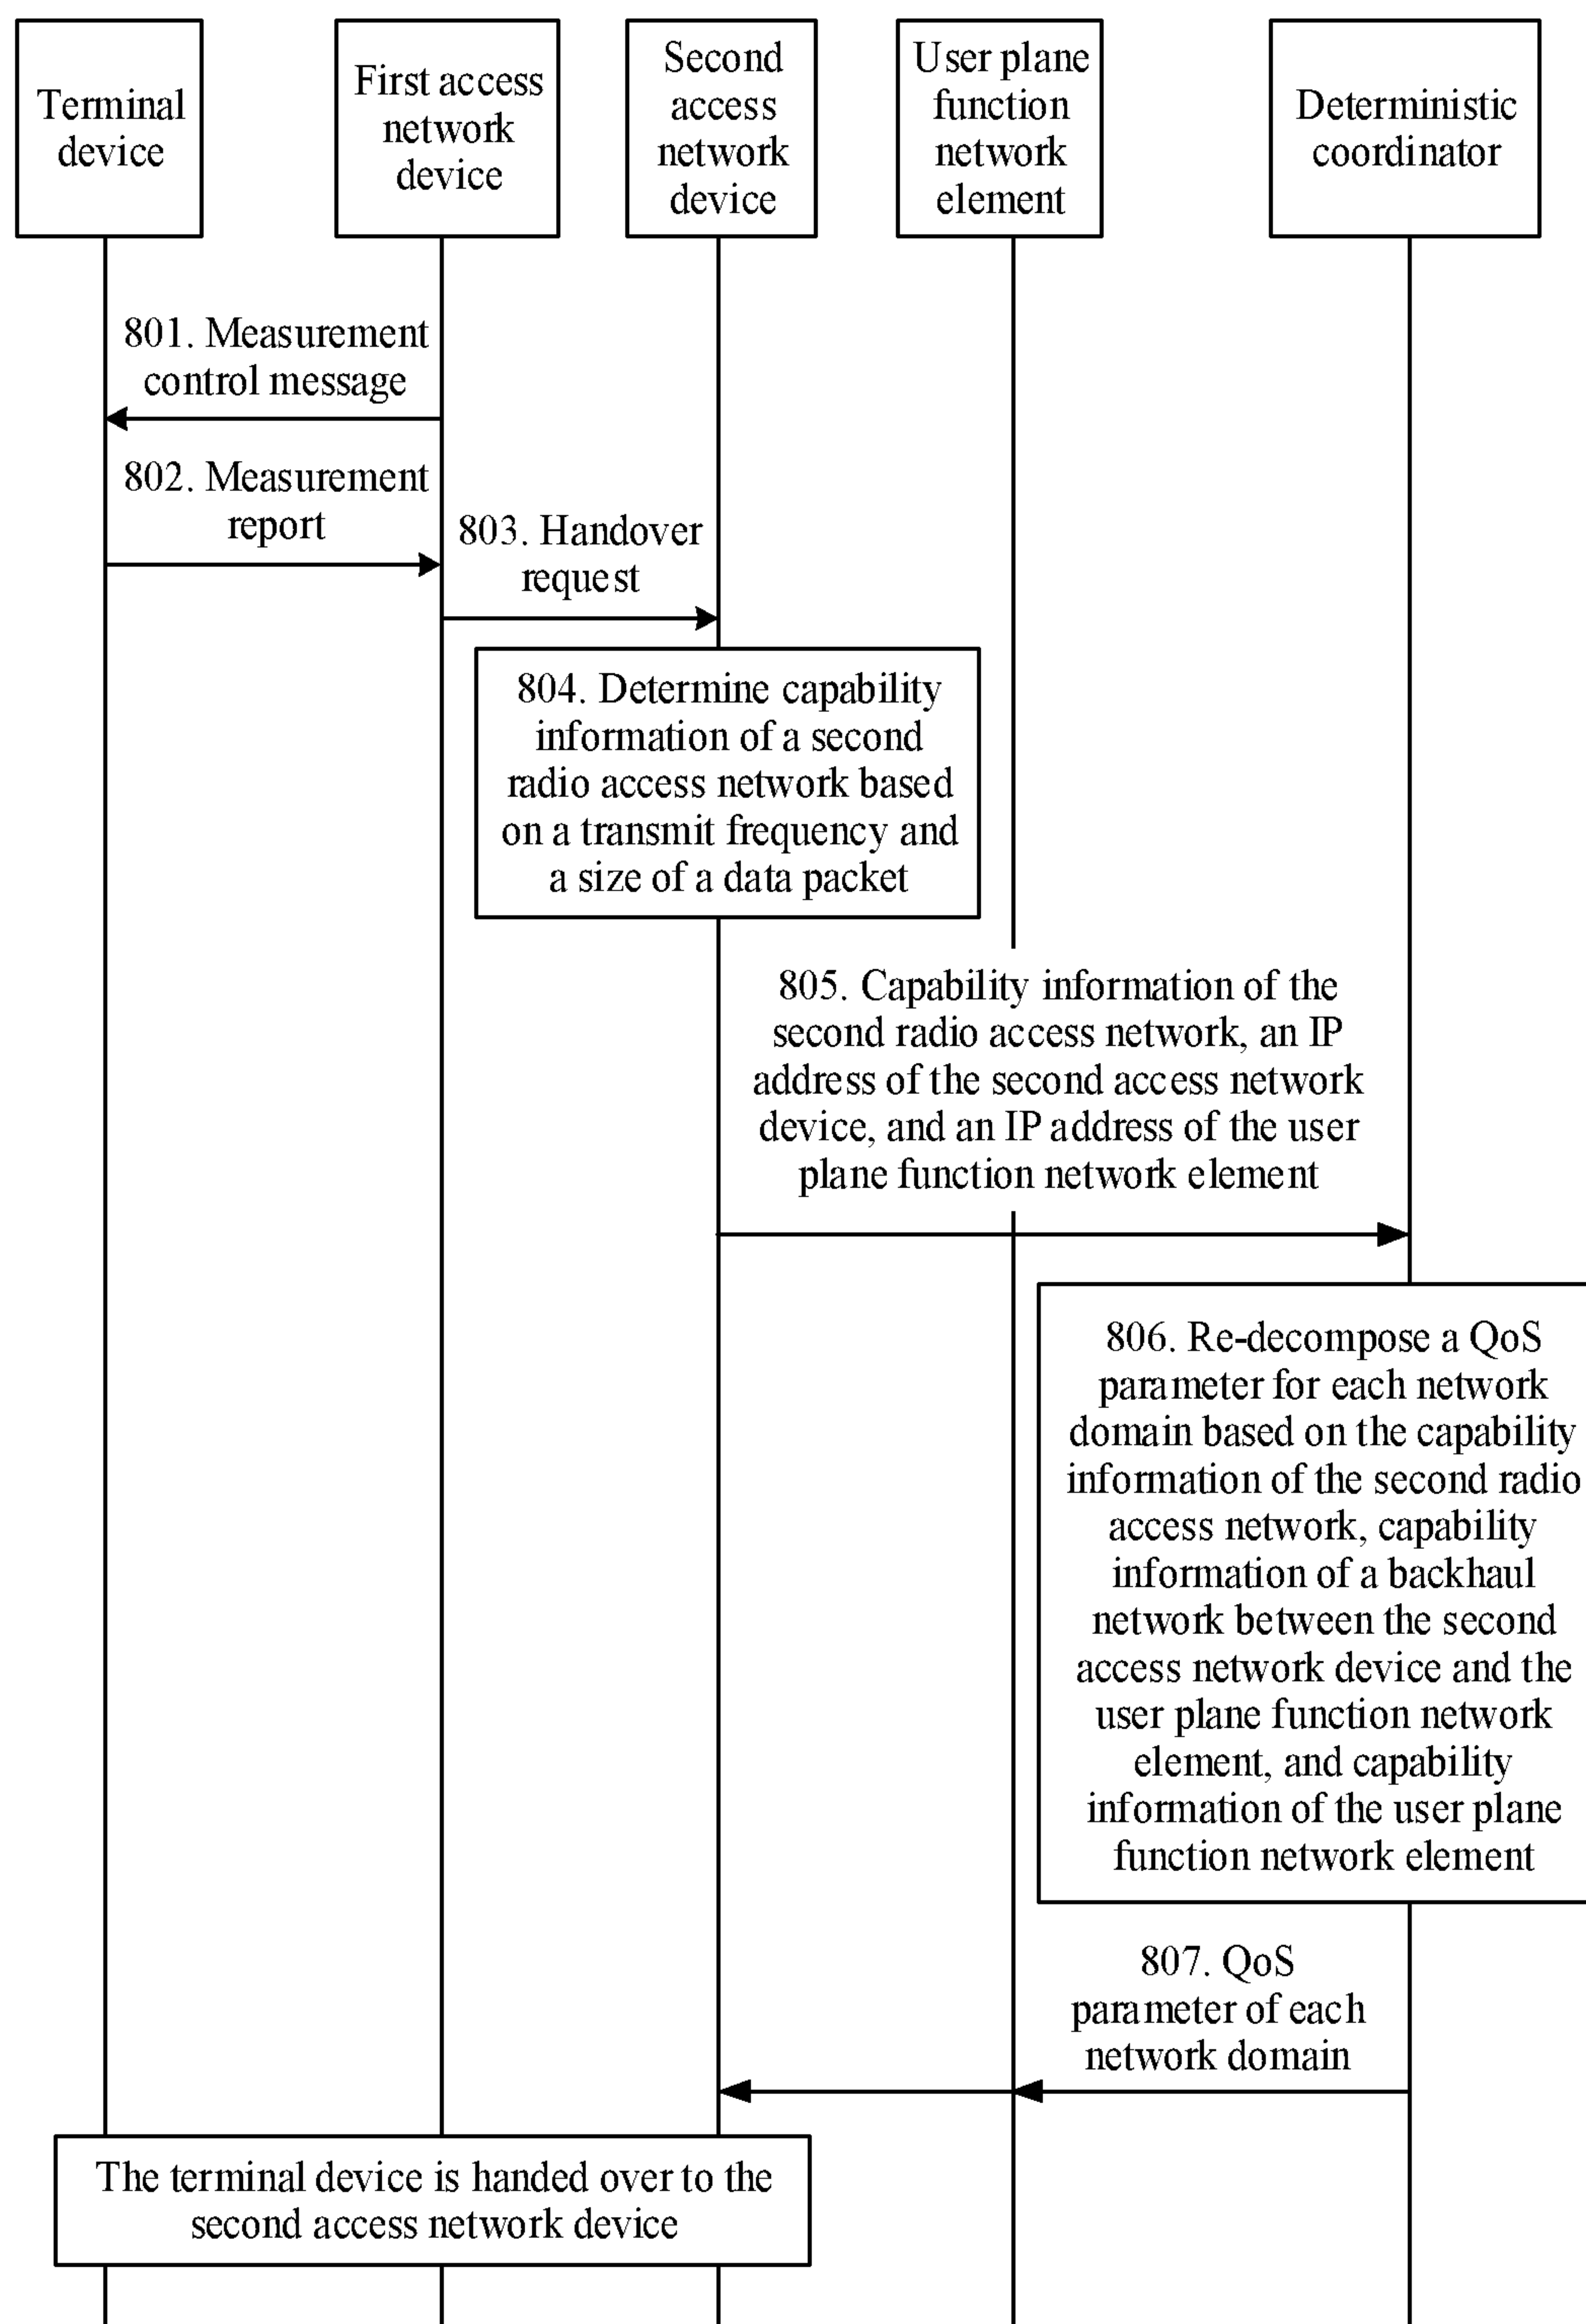 Terminal
device
First access
network
device
Second
access
network
device
User plane
function
network
element
Deterministic
coordinator
801. Measurement
control message
802. Measurement
report
803. Handover
request
804. Determine capability
information of a second
radio access network based
on a transmit frequency and
a size of a data packet
805. Capability information of the
second radio access network, an IP
address of the second access network
device, and an IP address of the user
plane function network element
806. Re-decompose a QoS
parameter for each network
domain based on the capability
information of the second radio
access network, capability
information of a backhaul
network between the second
access network device and the
user plane function network
element, and capability
information of the user plane
function network element
807. QoS
parameter of each
network domain
The terminal device is handed over to the
second access network device